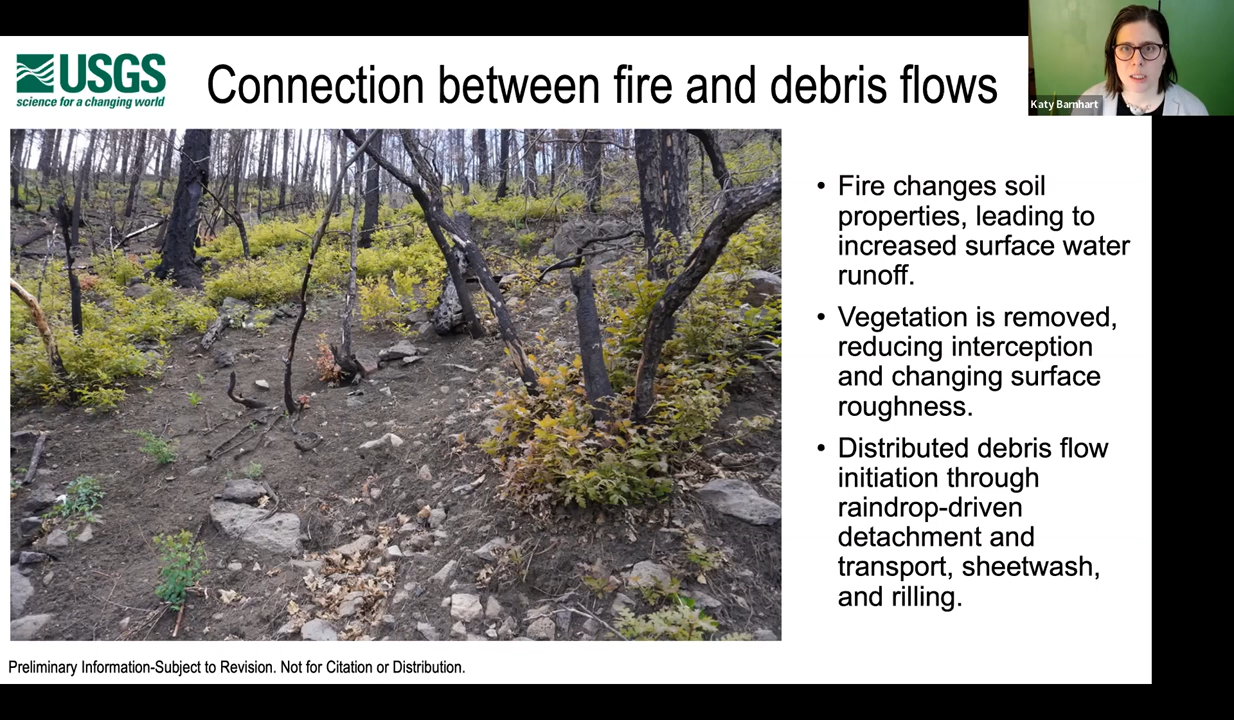 USGS
science for a changing world
Connection between fire and debris flows
Katy Barnhart
• Fire changes soil
properties, leading to
increased surface water
runoff.
• Vegetation is removed,
reducing interception
and changing surface
roughness.
• Distributed debris flow
initiation through
raindrop-driven
detachment and
transport, sheetwash,
and rilling.
Preliminary Information-Subject to Revision. Not for Citation or Distribution.